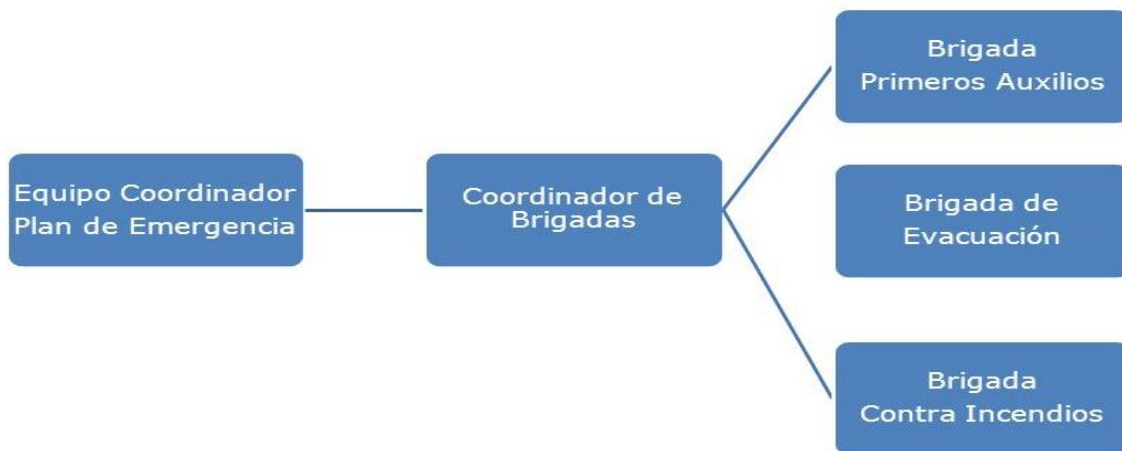 Equipo Coordinador
Plan de Emergencia
Coordinador de
Brigadas
Brigada
Primeros Auxilios
Brigada de
Evacuación
Brigada
Contra Incendios